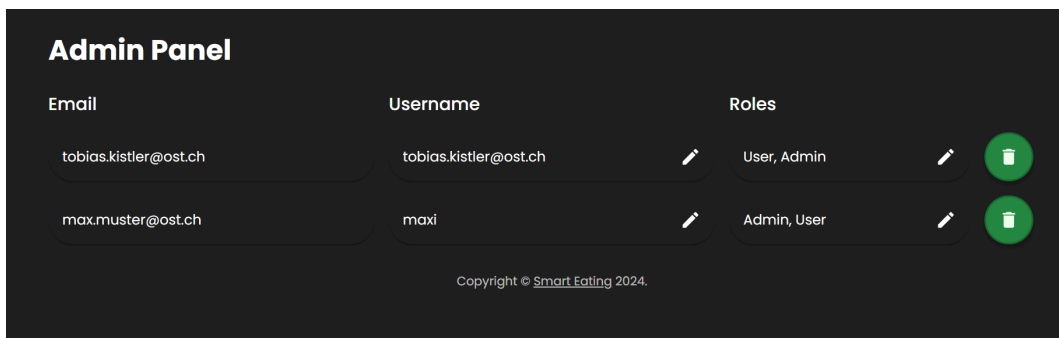 Admin Panel
Email Username Roles
tobias.kistler@ost.ch tobias.kistler@ost.ch User, Admin
max.muster@ost.ch maxi Admin, User
Copyright © Smart Eating 2024.